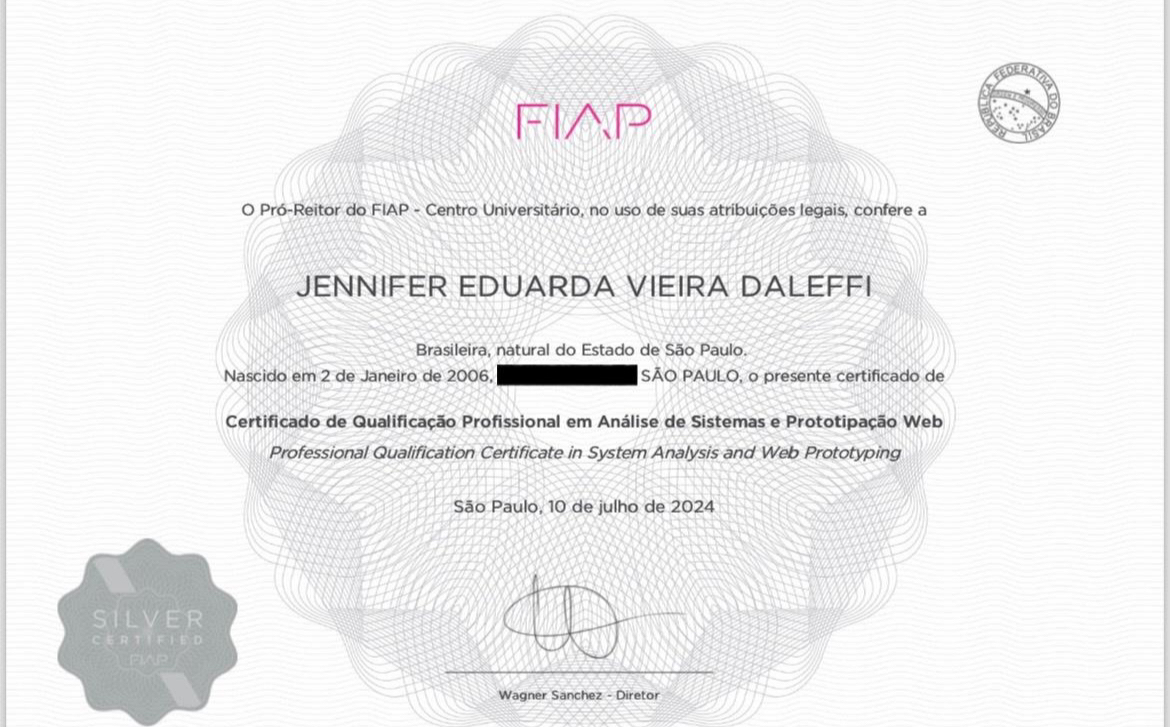 FIAP
REPÚBLICA FEDERATIVA DO BRASIL
O Pró-Reitor do FIAP - Centro Universitário, no uso de suas atribuições legais, confere a
JENNIFER EDUARDA VIEIRA DALEFFI
Brasileira, natural do Estado de São Paulo.
Nascido em 2 de Janeiro de 2006, SÃO PAULO, o presente certificado de
Certificado de Qualificação Profissional em Análise de Sistemas e Prototipação Web
Professional Qualification Certificate in System Analysis and Web Prototyping
São Paulo, 10 de julho de 2024
SILVER
CERTIFIED
FIAP
Wagner Sanchez - Diretor